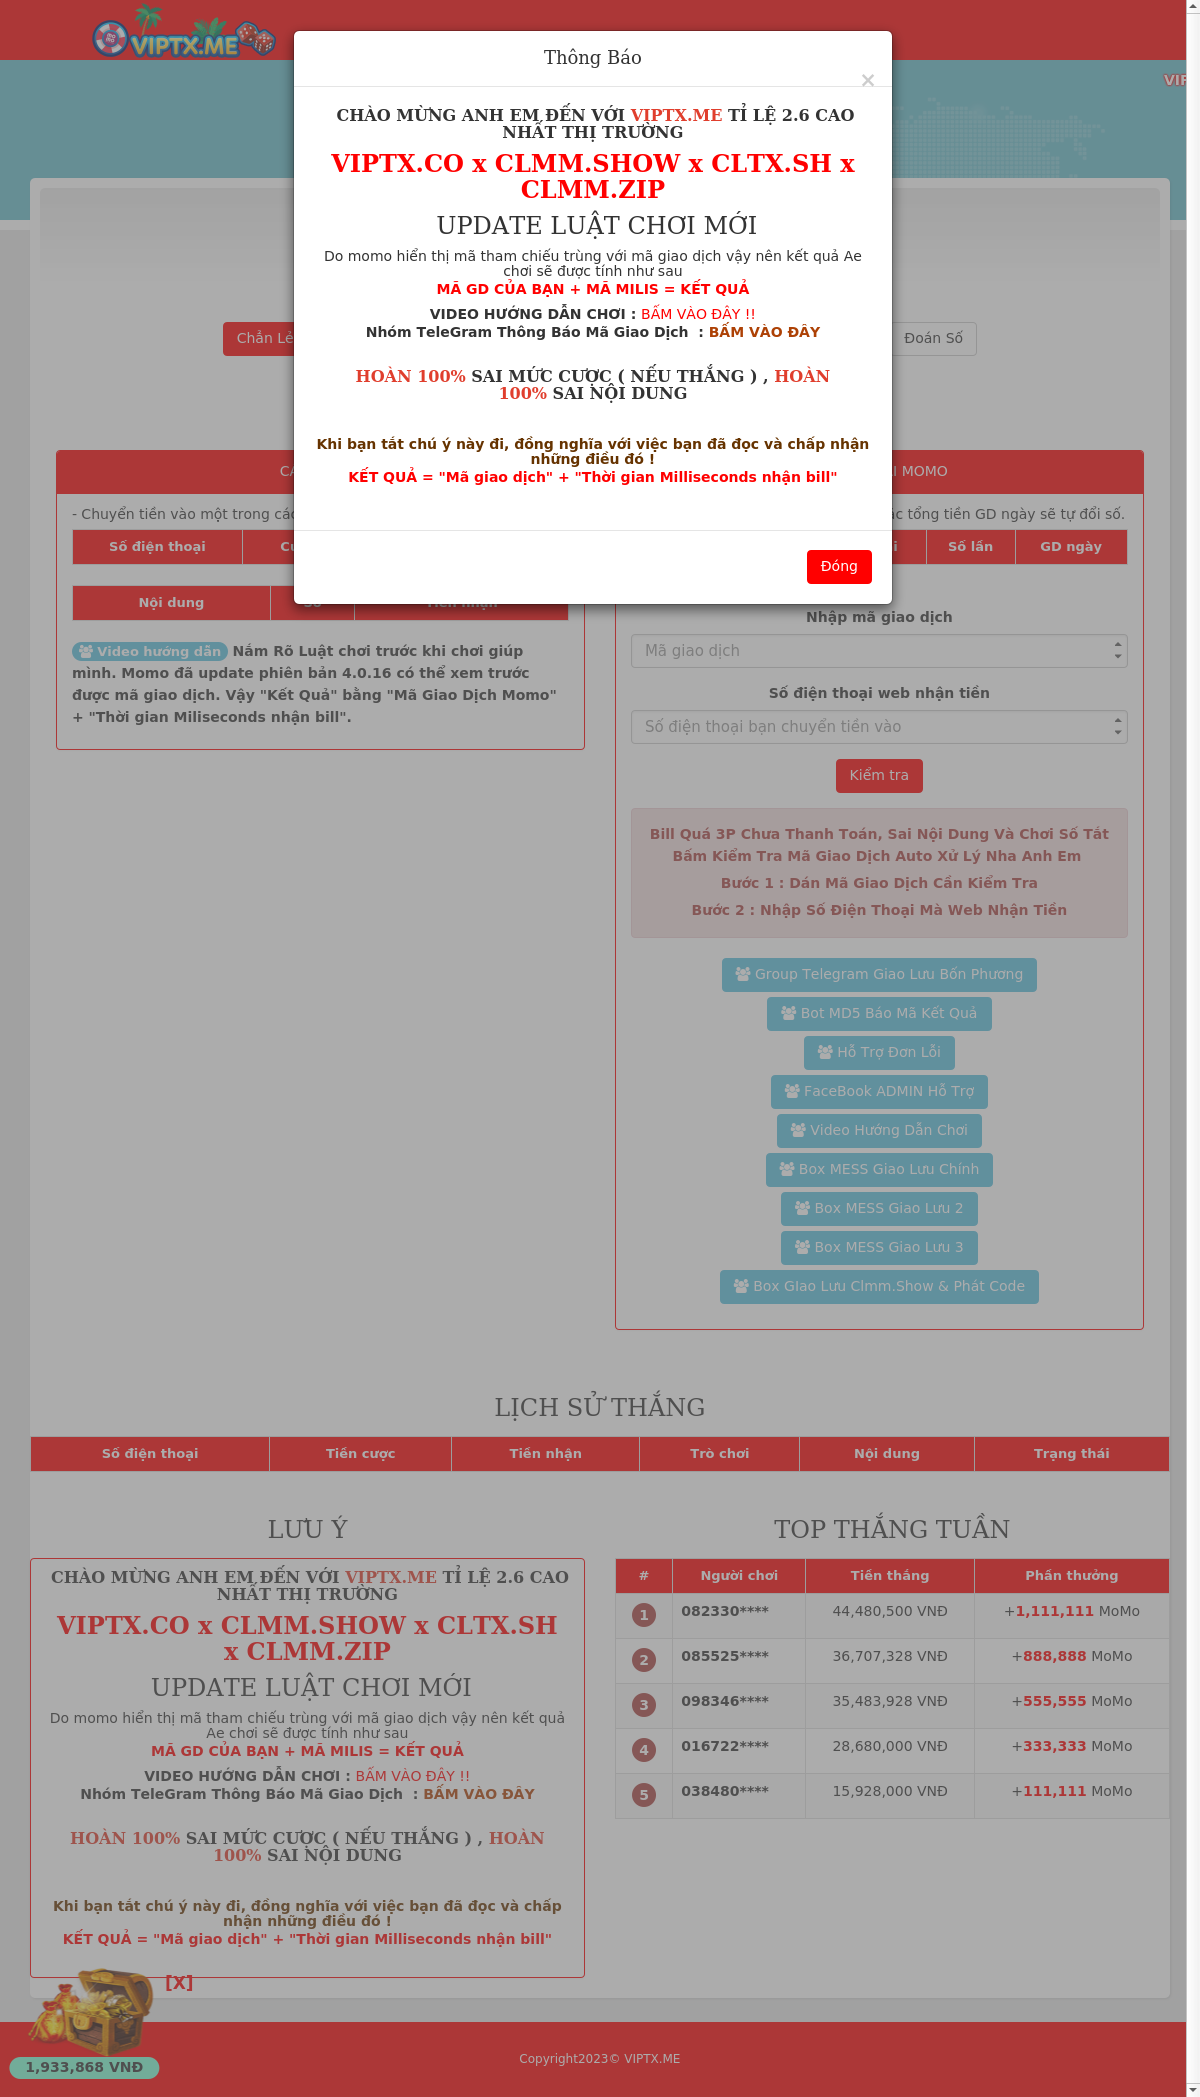 VIPTX.ME
VIP
Thông Báo
×
CHÀO MỪNG ANH EM ĐẾN VỚI VIPTX.ME TỈ LỆ 2.6 CAO
NHẤT THỊ TRƯỜNG
VIPTX.CO x CLMM.SHOW x CLTX.SH x
CLMM.ZIP
UPDATE LUẬT CHƠI MỚI
Do momo hiển thị mã tham chiếu trùng với mã giao dịch vậy nên kết quả Ae
chơi sẽ được tính như sau
MÃ GD CỦA BẠN + MÃ MILIS = KẾT QUẢ
VIDEO HƯỚNG DẪN CHƠI : BẤM VÀO ĐÂY !!
Nhóm TeleGram Thông Báo Mã Giao Dịch : BẤM VÀO ĐÂY
HOÀN 100% SAI MỨC CƯỢC ( NẾU THẮNG ) , HOÀN
100% SAI NỘI DUNG
Khi bạn tắt chú ý này đi, đồng nghĩa với việc bạn đã đọc và chấp nhận
những điều đó !
KẾT QUẢ = "Mã giao dịch" + "Thời gian Milliseconds nhận bill"
Đóng
Chẳn Lẻ
Đoán Số
MOMO
- Chuyển tiền vào một trong
tổng tiền GD ngày sẽ tự đổi số.
Số điện thoại
Số lần GD ngày
Nội dung
Video hướng dẫn Nắm Rõ Luật chơi trước khi chơi giúp
mình. Momo đã update phiên bản 4.0.16 có thể xem trước
được mã giao dịch. Vậy "Kết Quả" bằng "Mã Giao Dịch Momo"
+ "Thời gian Miliseconds nhận bill".
Nhập mã giao dịch
Mã giao dịch
Số điện thoại web nhận tiền
Số điện thoại bạn chuyển tiền vào
Kiểm tra
Bill Quá 3P Chưa Thanh Toán, Sai Nội Dung Và Chơi Số Tắt
Bấm Kiểm Tra Mã Giao Dịch Auto Xử Lý Nha Anh Em
Bước 1 : Dán Mã Giao Dịch Cần Kiểm Tra
Bước 2 : Nhập Số Điện Thoại Mà Web Nhận Tiền
Group Telegram Giao Lưu Bốn Phương
Bot MD5 Báo Mã Kết Quả
Hỗ Trợ Đơn Lỗi
FaceBook ADMIN Hỗ Trợ
Video Hướng Dẫn Chơi
Box MESS Giao Lưu Chính
Box MESS Giao Lưu 2
Box MESS Giao Lưu 3
Box GIao Lưu Clmm.Show & Phát Code
LỊCH SỬ THẮNG
Số điện thoại Tiền cược Tiền nhận Trò chơi Nội dung Trạng thái
LƯU Ý
CHÀO MỪNG ANH EM ĐẾN VỚI VIPTX.ME TỈ LỆ 2.6 CAO
NHẤT THỊ TRƯỜNG
VIPTX.CO x CLMM.SHOW x CLTX.SH
x CLMM.ZIP
UPDATE LUẬT CHƠI MỚI
Do momo hiển thị mã tham chiếu trùng với mã giao dịch vậy nên kết quả
Ae chơi sẽ được tính như sau
MÃ GD CỦA BẠN + MÃ MILIS = KẾT QUẢ
VIDEO HƯỚNG DẪN CHƠI : BẤM VÀO ĐÂY !!
Nhóm TeleGram Thông Báo Mã Giao Dịch : BẤM VÀO ĐÂY
HOÀN 100% SAI MỨC CƯỢC ( NẾU THẮNG ) , HOÀN
100% SAI NỘI DUNG
Khi bạn tắt chú ý này đi, đồng nghĩa với việc bạn đã đọc và chấp
nhận những điều đó !
KẾT QUẢ = "Mã giao dịch" + "Thời gian Milliseconds nhận bill"
TOP THẮNG TUẦN
# Người chơi Tiền thắng Phần thưởng
1 082330**** 44,480,500 VNĐ +1,111,111 MoMo
2 085525**** 36,707,328 VNĐ +888,888 MoMo
3 098346**** 35,483,928 VNĐ +555,555 MoMo
4 016722**** 28,680,000 VNĐ +333,333 MoMo
5 038480**** 15,928,000 VNĐ +111,111 MoMo
[X]
1,933,868 VNĐ
Copyright2023© VIPTX.ME